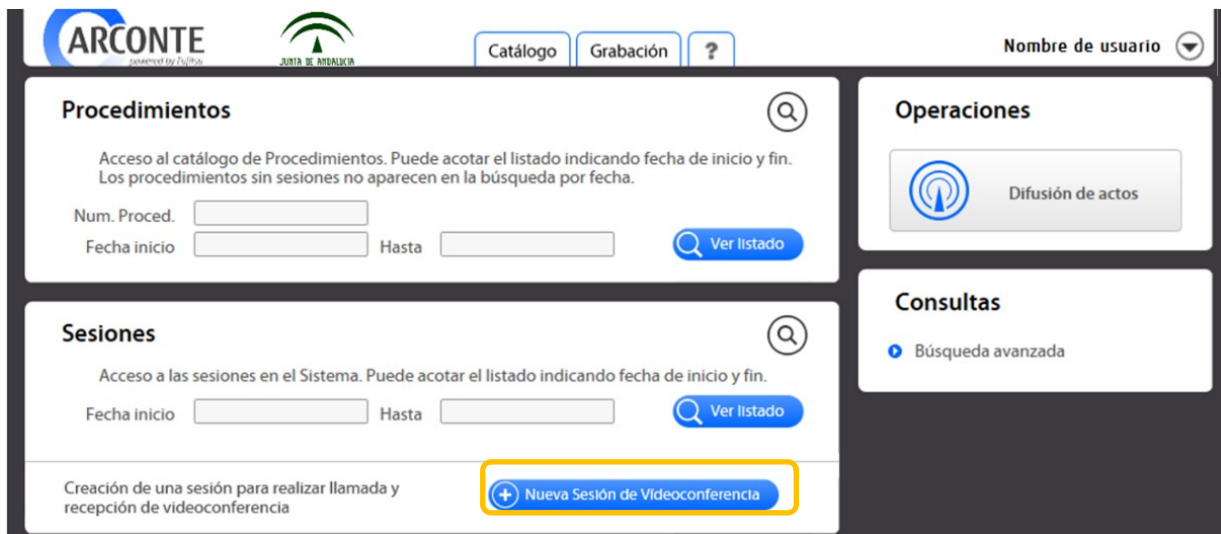 ARCONTE
powered by Fujitsu
JUNTA DE ANDALUCIA
Catálogo
Grabación
?
Nombre de usuario
Procedimientos
Acceso al catálogo de Procedimientos. Puede acotar el listado indicando fecha de inicio y fin.
Los procedimientos sin sesiones no aparecen en la búsqueda por fecha.
Num. Proced.
Fecha inicio
Hasta
Ver listado
Sesiones
Acceso a las sesiones en el Sistema. Puede acotar el listado indicando fecha de inicio y fin.
Fecha inicio
Hasta
Ver listado
Creación de una sesión para realizar llamada y
recepción de videoconferencia
Nueva Sesión de Vídeoconferencia
Operaciones
Difusión de actos
Consultas
Búsqueda avanzada